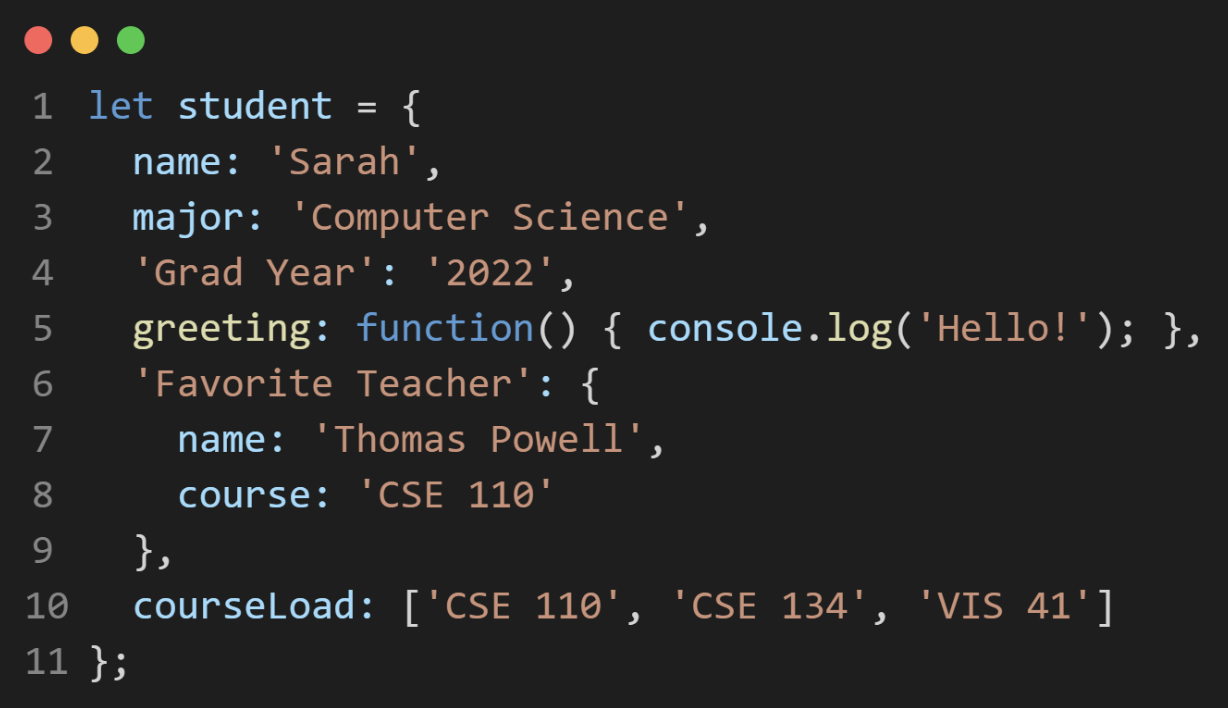 1 let student = {
2   name: 'Sarah',
3   major: 'Computer Science',
4   'Grad Year': '2022',
5   greeting: function() { console.log('Hello!'); },
6   'Favorite Teacher': {
7     name: 'Thomas Powell',
8     course: 'CSE 110'
9   },
10   courseLoad: ['CSE 110', 'CSE 134', 'VIS 41']
11 };